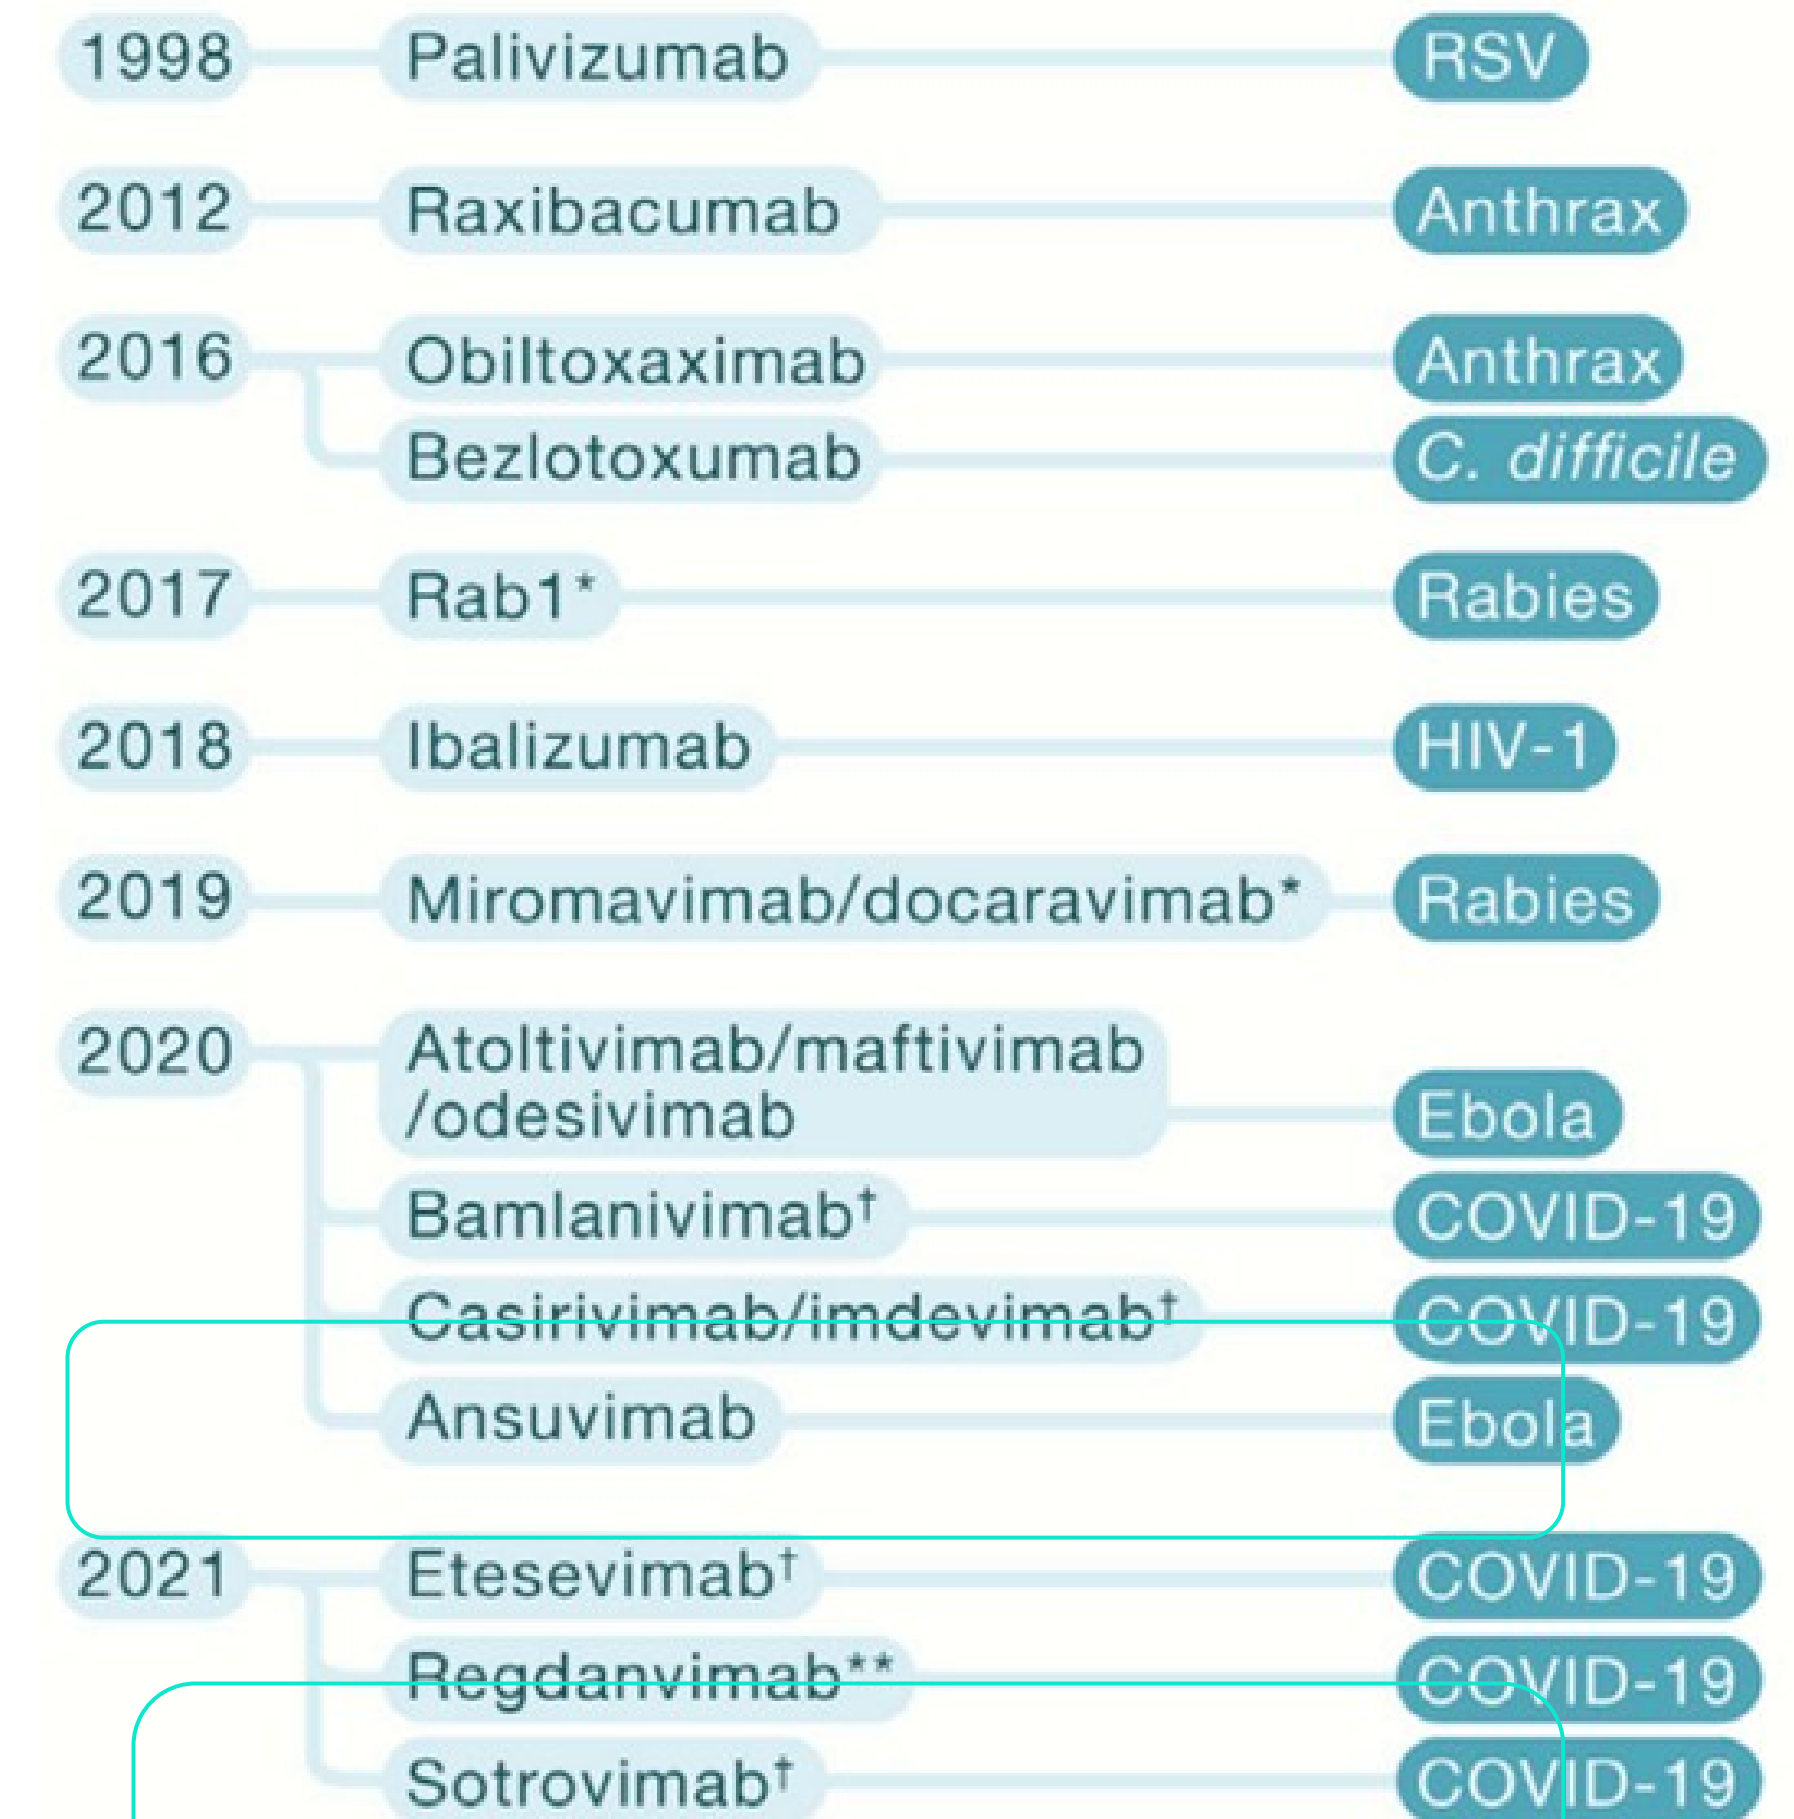 1998 Palivizumab RSV
2012 Raxibacumab Anthrax
2016 Obiltoxaximab Anthrax
Bezlotoxumab C. difficile
2017 Rab1* Rabies
2018 Ibalizumab HIV-1
2019 Miromavimab/docaravimab* Rabies
2020 Atoltivimab/maftivimab
/odesivimab Ebola
Bamlanivimab† COVID-19
Casirivimab/imdevimab† COVID-19
Ansuvimab Ebola
2021 Etesevimab† COVID-19
Regdanvimab** COVID-19
Sotrovimab† COVID-19